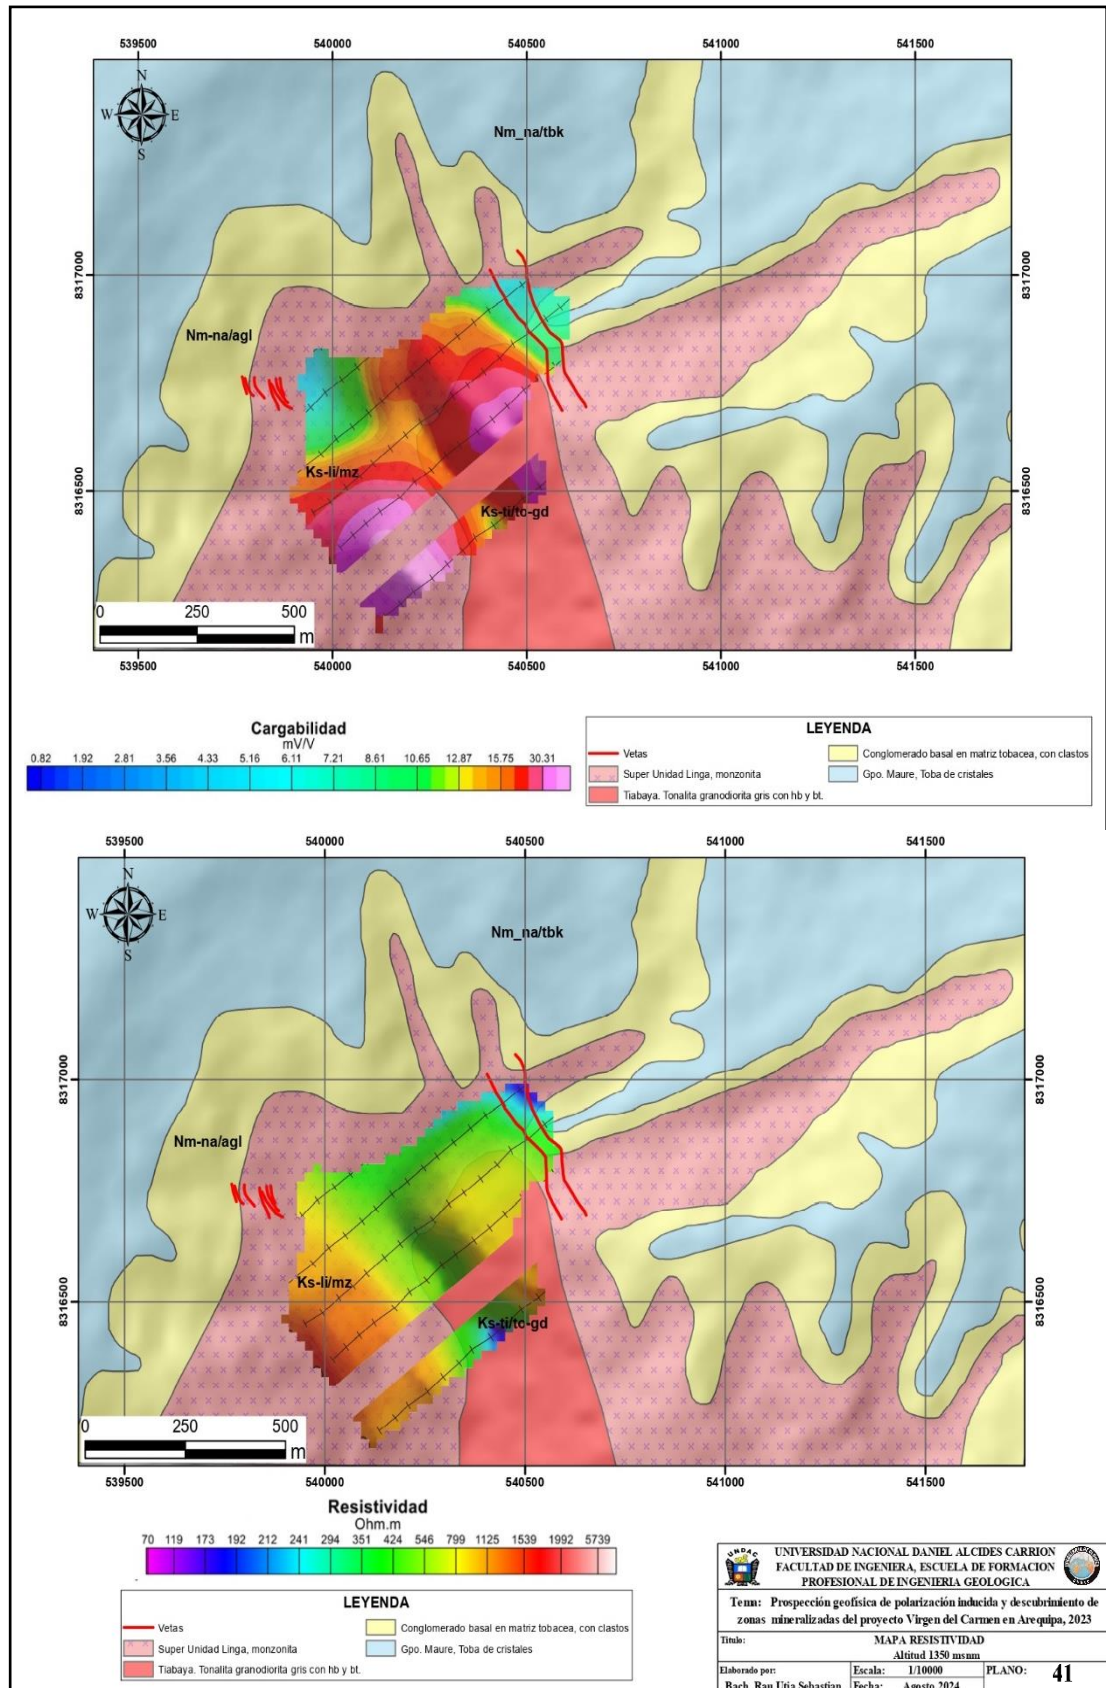 539500 540000 540500 541000 541500
N
W E
S
Nm_na/tbk
8317000 8317000
Nm-na/agl
Ks-li/mz
8316500 8316500
Ks-ti/tc-gd
0 250 500
m
539500 540000 540500 541000 541500
Cargabilidad
mV/V
0.82 1.92 2.81 3.56 4.33 5.16 6.11 7.21 8.61 10.65 12.87 15.75 30.31
LEYENDA
Vetas
Conglomerado basal en matriz tobacea, con clastos
Super Unidad Linga, monzonita
Gpo. Maure, Toba de cristales
Tiabaya. Tonalita granodiorita gris con hb y bt.
539500 540000 540500 541000 541500
N
W E
S
Nm_na/tbk
8317000 8317000
Nm-na/agl
Ks-li/mz
8316500 8316500
Ks-ti/tc-gd
0 250 500
m
539500 540000 540500 541000 541500
Resistividad
Ohm.m
70 119 173 192 212 241 294 351 424 546 799 1125 1539 1992 5739
LEYENDA
Vetas
Conglomerado basal en matriz tobacea, con clastos
Super Unidad Linga, monzonita
Gpo. Maure, Toba de cristales
Tiabaya. Tonalita granodiorita gris con hb y bt.
UNDAC
UNIVERSIDAD NACIONAL DANIEL ALCIDES CARRION
FACULTAD DE INGENIERA, ESCUELA DE FORMACION
PROFESIONAL DE INGENIERIA GEOLOGICA
Tema: Prospección geofísica de polarización inducida y descubrimiento de
zonas mineralizadas del proyecto Virgen del Carmen en Arequipa, 2023
Titulo: MAPA RESISTIVIDAD
Altitud 1350 msnm
Elaborado por: Escala: 1/10000 PLANO: 41
Bach. Rau Utia Sebastian Fecha: Agosto 2024